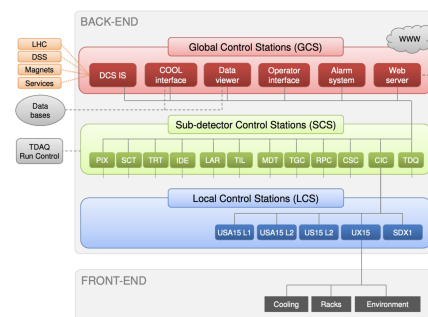 BACK-END
LHC
DSS
Magnets
Services
Data
bases
TDAQ
Run Control
WWW
Global Control Stations (GCS)
DCS IS
COOL
interface
Data
viewer
Operator
interface
Alarm
system
Web
server
Sub-detector Control Stations (SCS)
PIX SCT TRT IDE LAR TIL MDT TGC RPC CSC CIC TDQ
Local Control Stations (LCS)
USA15 L1 USA15 L2 US15 L2 UX15 SDX1
FRONT-END
Cooling Racks Environment